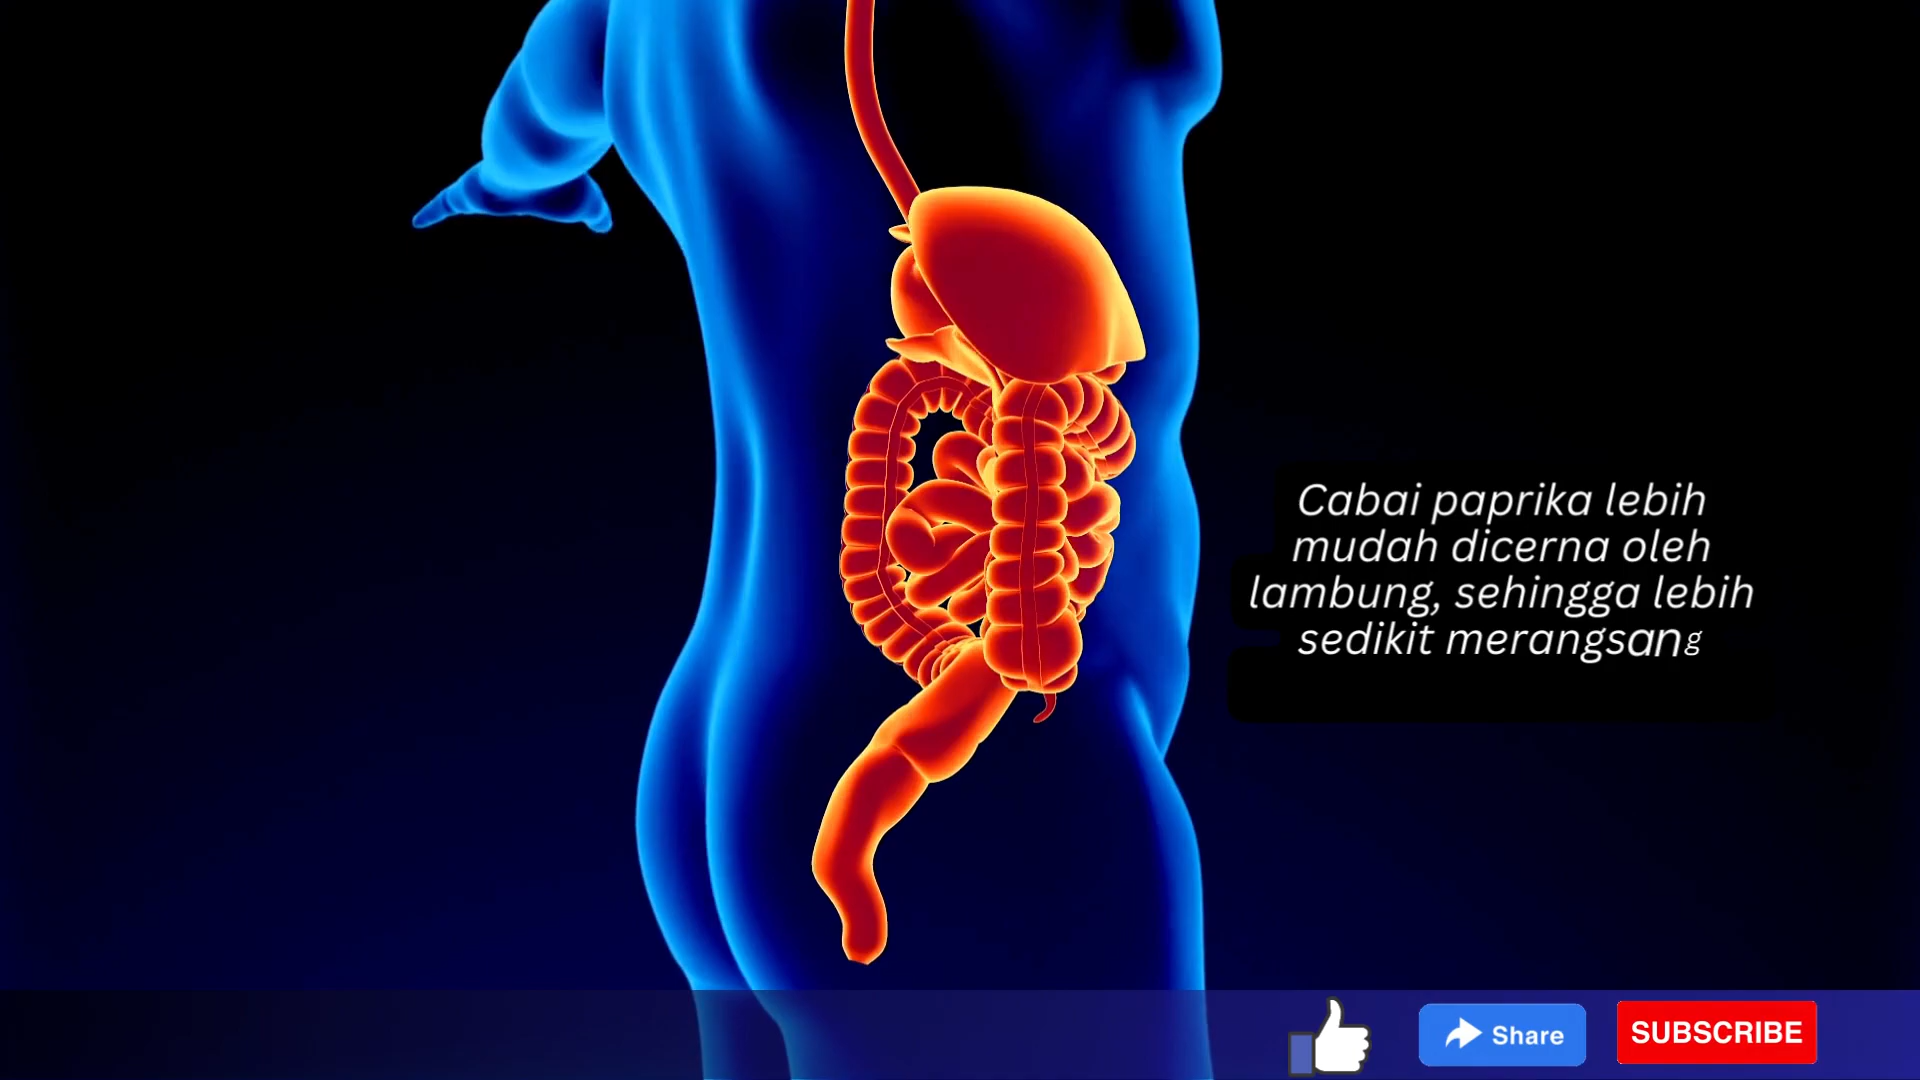 Cabai paprika lebih
mudah dicerna oleh
lambung, sehingga lebih
sedikit merangsang
Share
SUBSCRIBE